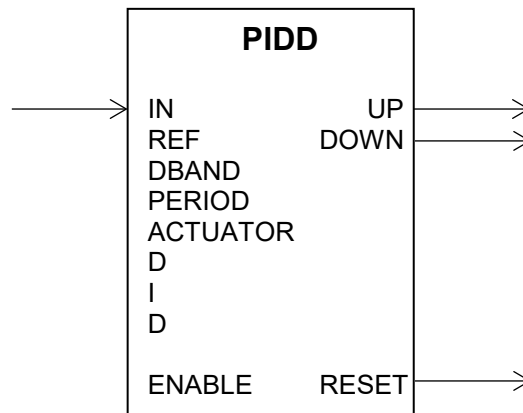 PIDD
IN UP
REF DOWN
DBAND
PERIOD
ACTUATOR
D
I
D
ENABLE RESET